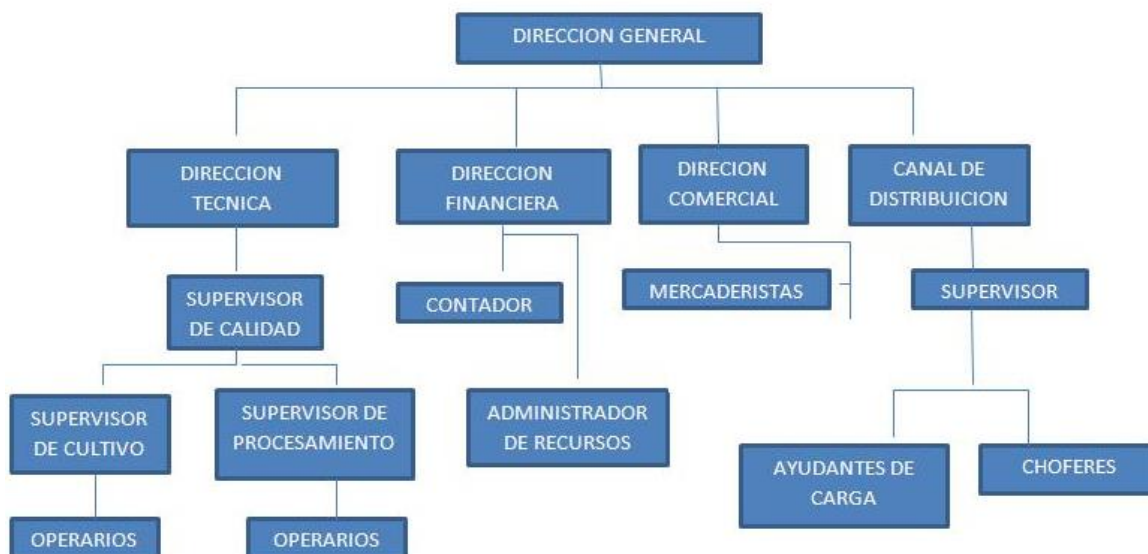 DIRECCION GENERAL
DIRECCION
TECNICA
DIRECCION
FINANCIERA
DIRECION
COMERCIAL
CANAL DE
DISTRIBUICION
SUPERVISOR
DE CALIDAD
CONTADOR
MERCADERISTAS
SUPERVISOR
SUPERVISOR
DE CULTIVO
SUPERVISOR DE
PROCESAMIENTO
ADMINISTRADOR
DE RECURSOS
AYUDANTES DE
CARGA
CHOFERES
OPERARIOS
OPERARIOS